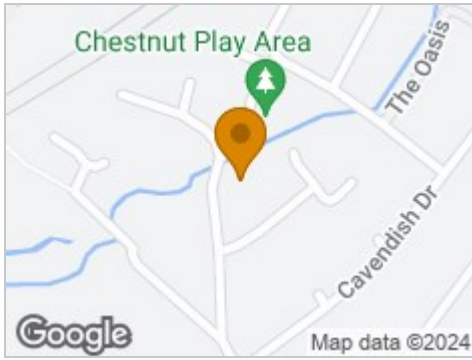 Chestnut Play Area
The Oasis
Cavendish Dr
Google
Map data ©2024